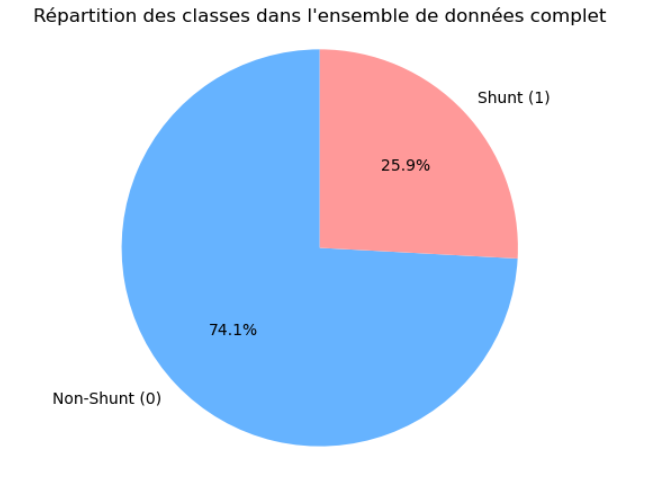 Répartition des classes dans l'ensemble de données complet
Shunt (1)
25.9%
74.1%
Non-Shunt (0)